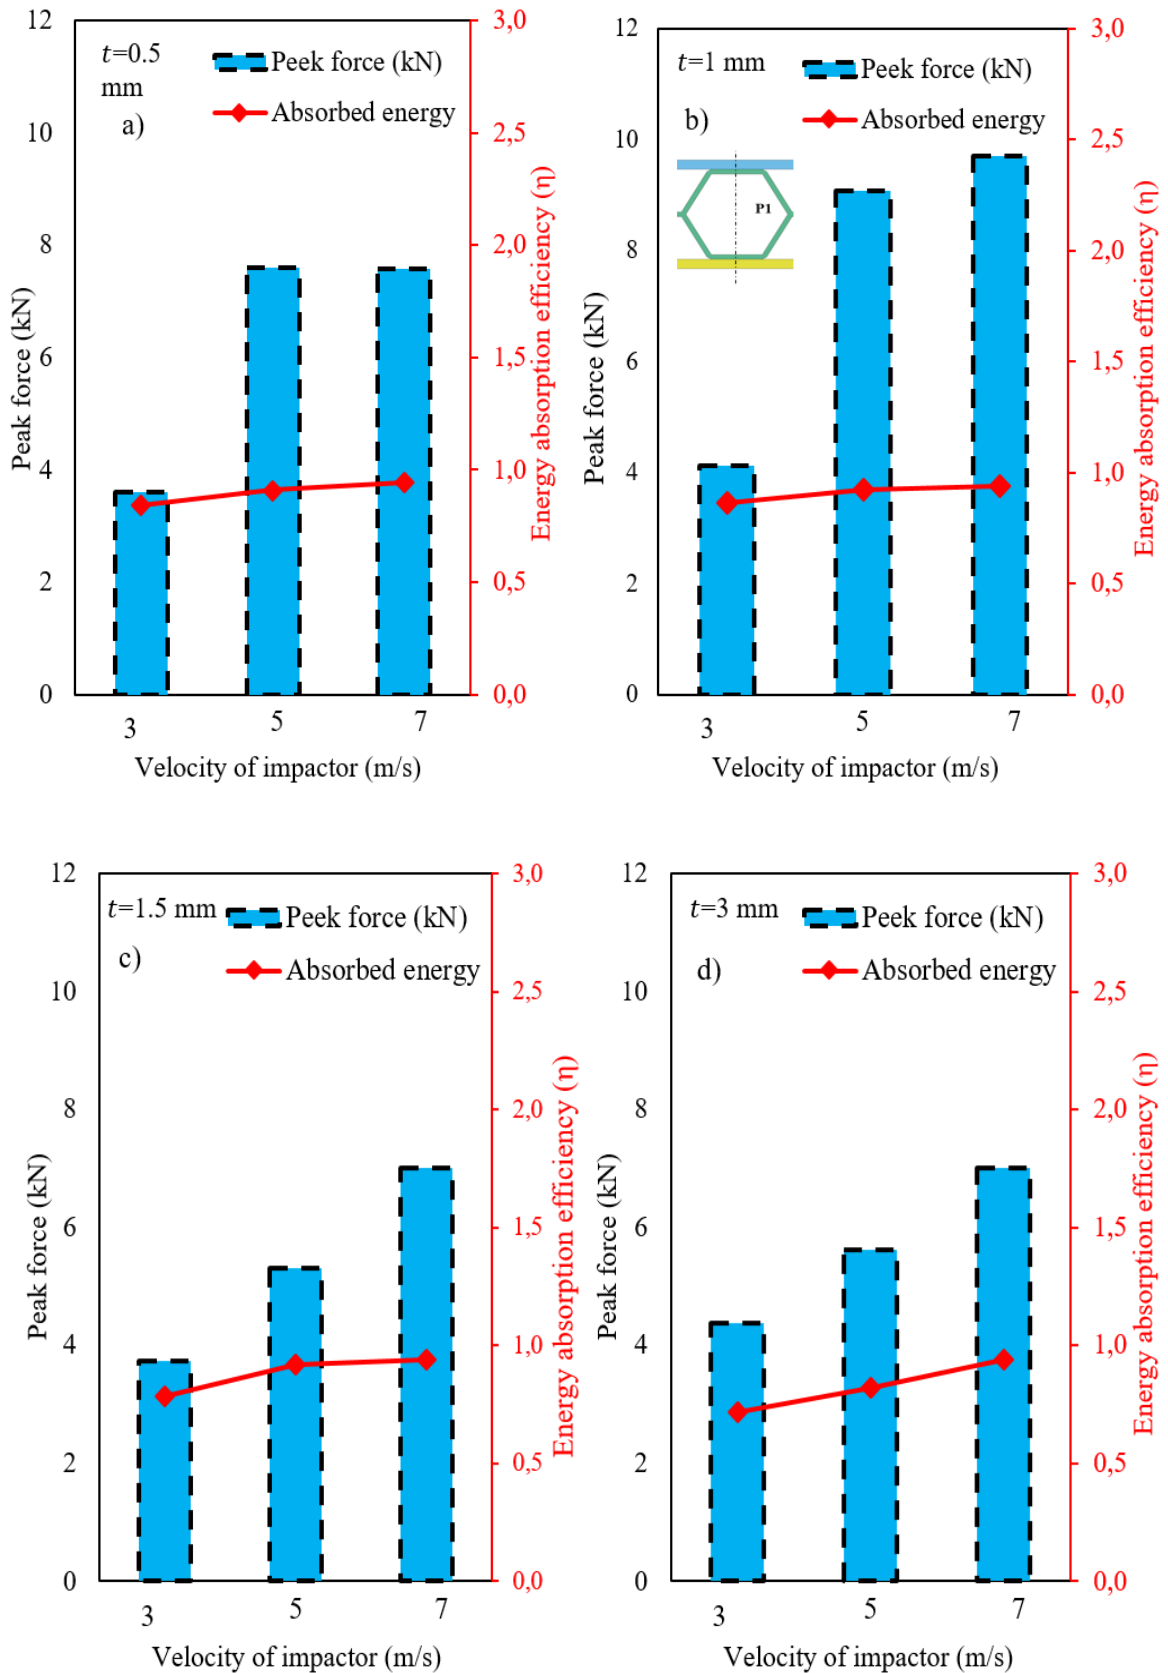 12
10
8
6
4
2
0
Peak force (kN)
t=0.5
mm
a)
Peek force (kN)
Absorbed energy
3,0
2,5
2,0
1,5
1,0
0,5
0,0
Energy absorption efficiency (η)
3
5
7
Velocity of impactor (m/s)
12
10
8
6
4
2
0
Peak force (kN)
t=1 mm
b)
Peek force (kN)
Absorbed energy
P1
3,0
2,5
2,0
1,5
1,0
0,5
0,0
Energy absorption efficiency (η)
3
5
7
Velocity of impactor (m/s)
12
10
8
6
4
2
0
Peak force (kN)
t=1.5 mm
c)
Peek force (kN)
Absorbed energy
3,0
2,5
2,0
1,5
1,0
0,5
0,0
Energy absorption efficiency (η)
3
5
7
Velocity of impactor (m/s)
12
10
8
6
4
2
0
Peak force (kN)
t=3 mm
d)
Peek force (kN)
Absorbed energy
3,0
2,5
2,0
1,5
1,0
0,5
0,0
Energy absorption efficiency (η)
3
5
7
Velocity of impactor (m/s)